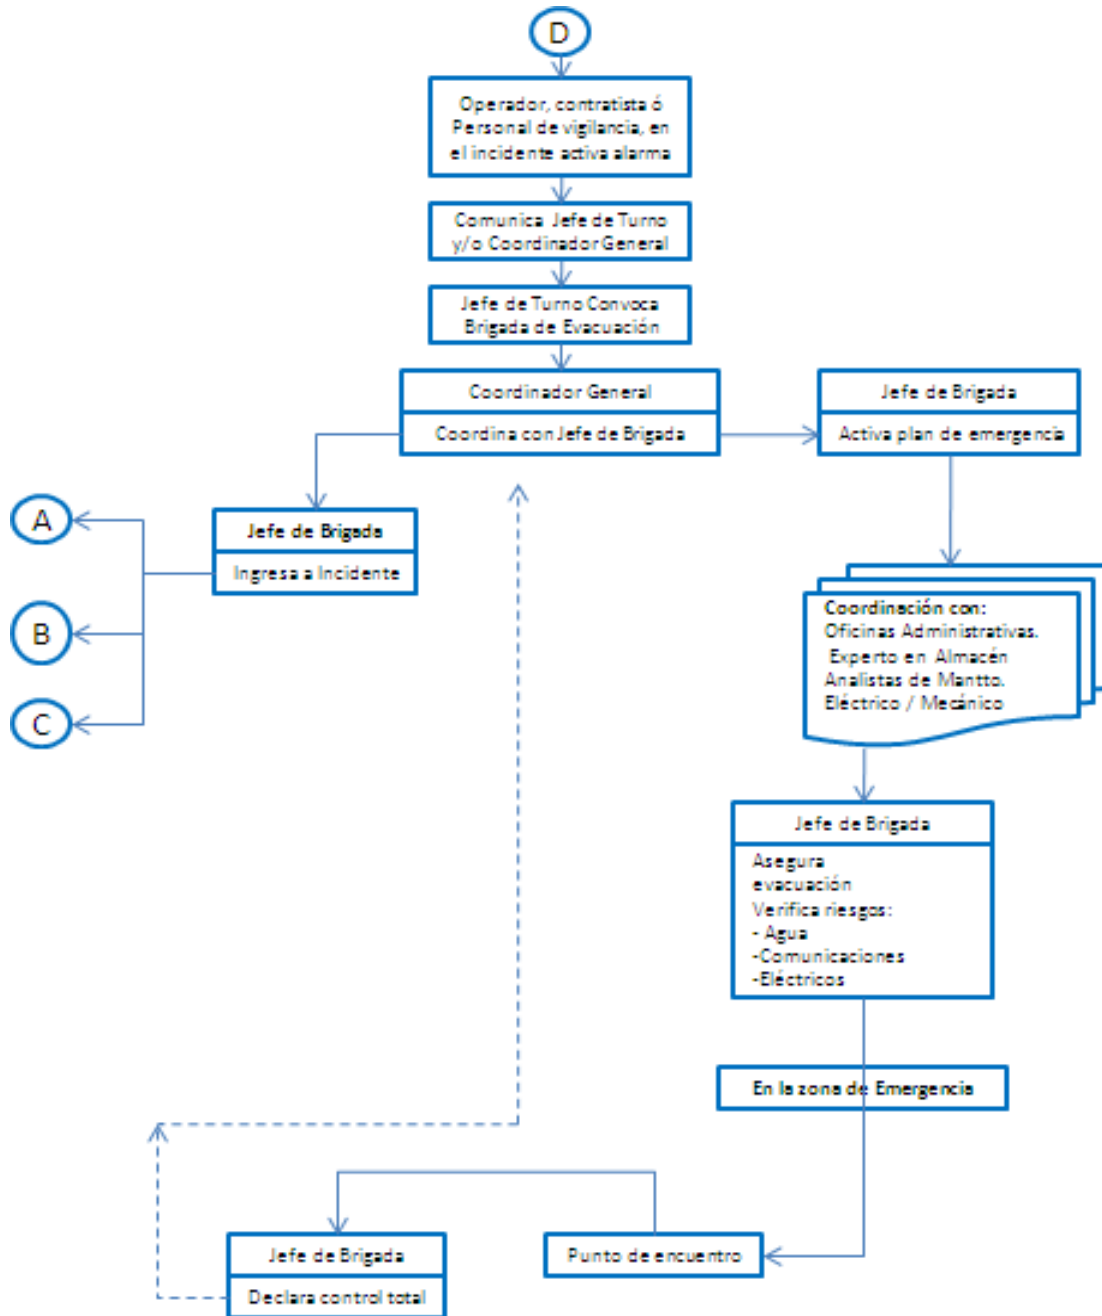 D
Operador, contratista ó
Personal de vigilancia, en
el incidente activa alarma
Comunica Jefe de Turno
y/o Coordinador General
Jefe de Turno Convoca
Brigada de Evacuación
Coordinador General
Coordina con Jefe de Brigada
Jefe de Brigada
Activa plan de emergencia
A
B
C
Jefe de Brigada
Ingresa a Incidente
Coordinación con:
Oficinas Administrativas.
Experto en Almacén
Analistas de Mantto.
Eléctrico / Mecánico
Jefe de Brigada
Asegura
evacuación
Verifica riesgos:
- Agua
-Comunicaciones
-Eléctricos
En la zona de Emergencia
Punto de encuentro
Jefe de Brigada
Declara control total